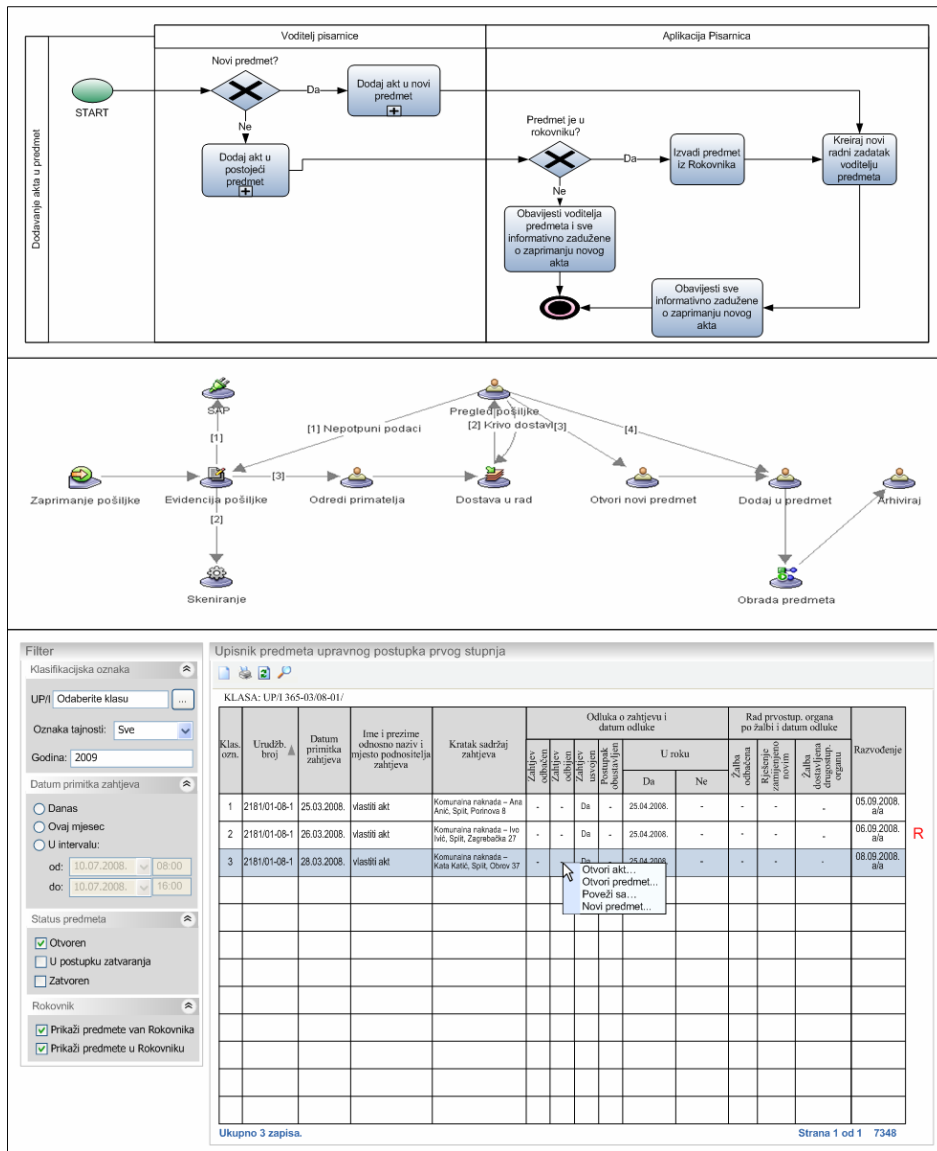 Voditelj pisarnice
Aplikacija Pisarnica
Dodavanje akta u predmet
START
Novi predmet?
Da
Dodaj akt u novi
predmet
Ne
Dodaj akt u
postojeći
predmet
Predmet je u
rokovniku?
Da
Izvadi predmet
iz Rokovnika
Kreiraj novi
radni zadatak
voditelju
predmeta
Ne
Obavijesti voditelja
predmeta i sve
informativno zadužene
o zaprimanju novog
akta
Obavijesti sve
informativno zadužene
o zaprimanju novog
akta
SAP
[1]
Pregled pošiljke
[1] Nepotpuni podaci
[2] Krivo dostavl[3]
[4]
Zaprimanje pošiljke
Evidencija pošiljke
[3]
Odredi primatelja
Dostava u rad
Otvori novi predmet
Dodaj u predmet
Arhiviraj
[2]
Skeniranje
Obrada predmeta
Filter
Klasifikacijska oznaka
UP/I Odaberite klasu ...
Oznaka tajnosti: Sve
Godina: 2009
Datum primitka zahtjeva
Danas
Ovaj mjesec
U intervalu:
od: 10.07.2008. 08:00
do: 10.07.2008. 16:00
Status predmeta
Otvoren
U postupku zatvaranja
Zatvoren
Rokovnik
Prikaži predmete van Rokovnika
Prikaži predmete u Rokovniku
Upisnik predmeta upravnog postupka prvog stupnja
KLASA: UP/I 365-03/08-01/
Klas.
ozn.
Urudžb.
broj
Datum
primitka
zahtjeva
Ime i prezime
odnosno naziv i
mjesto podnositelja
zahtjeva
Kratak sadržaj
zahtjeva
Odluka o zahtjevu i
datum odluke
Zahtjev
odbačen
Zahtjev
odbijen
Zahtjev
usvojen
Postupak
obustavljen
U roku
Da
Ne
Rad prvostup. organa
po žalbi i datum odluke
Žalba
odbačena
Rješenje
zamijenjeno
novim
Žalba
dostavljena
drugostup.
organu
Razvođenje
1 2181/01-08-1 25.03.2008. vlastiti akt
Komunalna naknada – Ana
Anić, Split, Porinova 8
- - Da - 25.04.2008. - - - -
05.09.2008.
a/a
2 2181/01-08-1 26.03.2008. vlastiti akt
Komunalna naknada – Ivo
Ivić, Split, Zagrebačka 27
- - Da - 25.04.2008. - - - -
06.09.2008.
a/a
R
3 2181/01-08-1 28.03.2008. vlastiti akt
Komunalna naknada –
Kata Katić, Split, Obrov 37
- - Da - 25.04.2008. - - - -
08.09.2008.
a/a
Otvori akt...
Otvori predmet...
Poveži sa...
Novi predmet...
Ukupno 3 zapisa.
Strana 1 od 1 7348